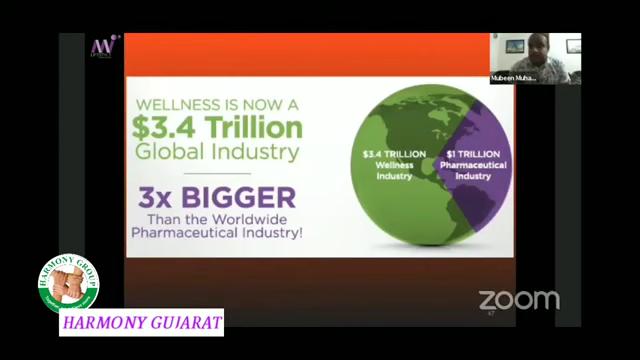 WELLNESS IS NOW A
$3.4 Trillion
Global Industry
3x BIGGER
Than the Worldwide
Pharmaceutical Industry!
$3.4 TRILLION
Wellness
Industry
$1 TRILLION
Pharmaceutical
Industry
Mubeen Muha...
HARMONY GROUP
HARMONY GUJARAT
zoom